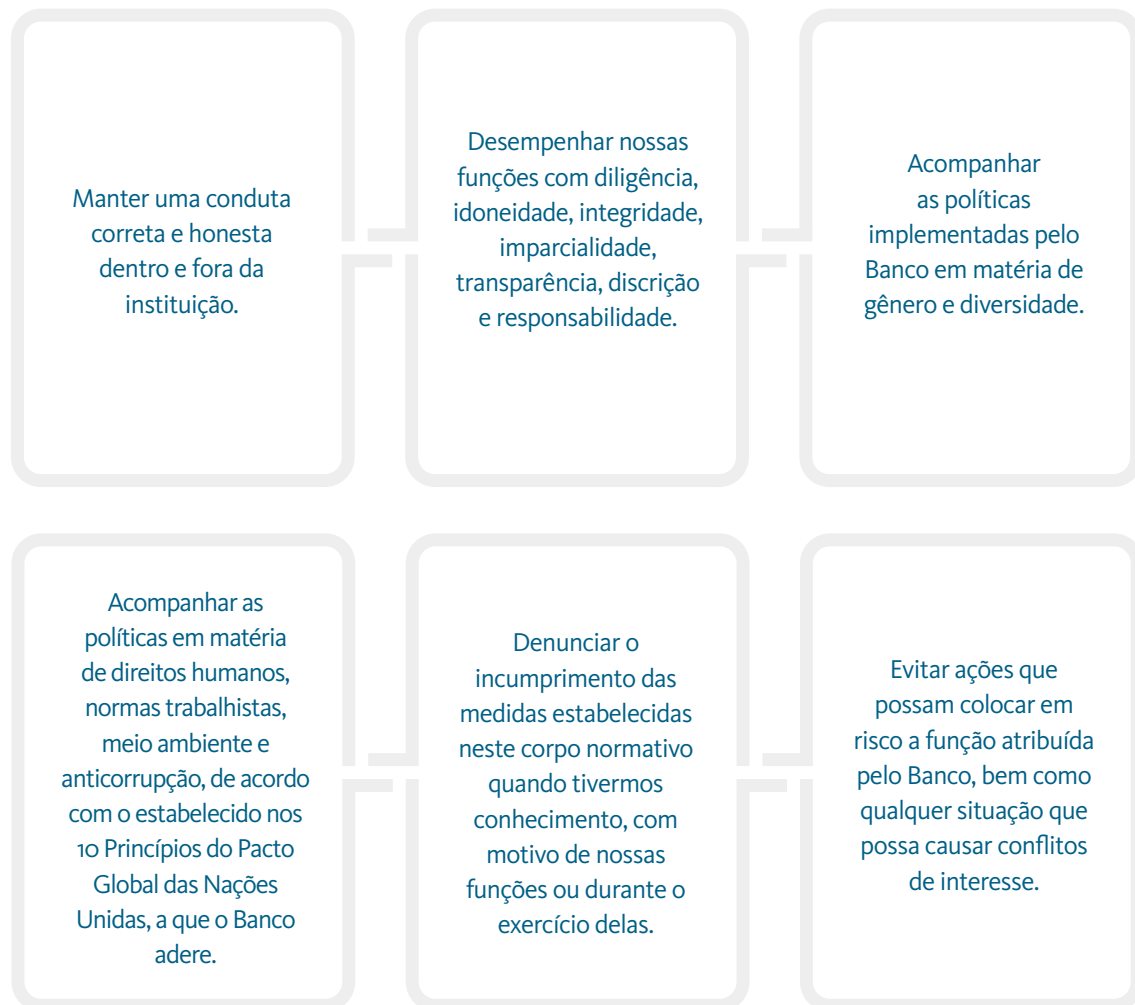 Manter uma conduta
correta e honesta
dentro e fora da
instituição.
Desempenhar nossas
funções com diligência,
idoneidade, integridade,
imparcialidade,
transparência, discrição
e responsabilidade.
Acompanhar
as políticas
implementadas pelo
Banco em matéria de
gênero e diversidade.
Acompanhar as
políticas em matéria
de direitos humanos,
normas trabalhistas,
meio ambiente e
anticorrupção, de acordo
com o estabelecido nos
10 Princípios do Pacto
Global das Nações
Unidas, a que o Banco
adere.
Denunciar o
incumprimento das
medidas estabelecidas
neste corpo normativo
quando tivermos
conhecimento, com
motivo de nossas
funções ou durante o
exercício delas.
Evitar ações que
possam colocar em
risco a função atribuída
pelo Banco, bem como
qualquer situação que
possa causar conflitos
de interesse.